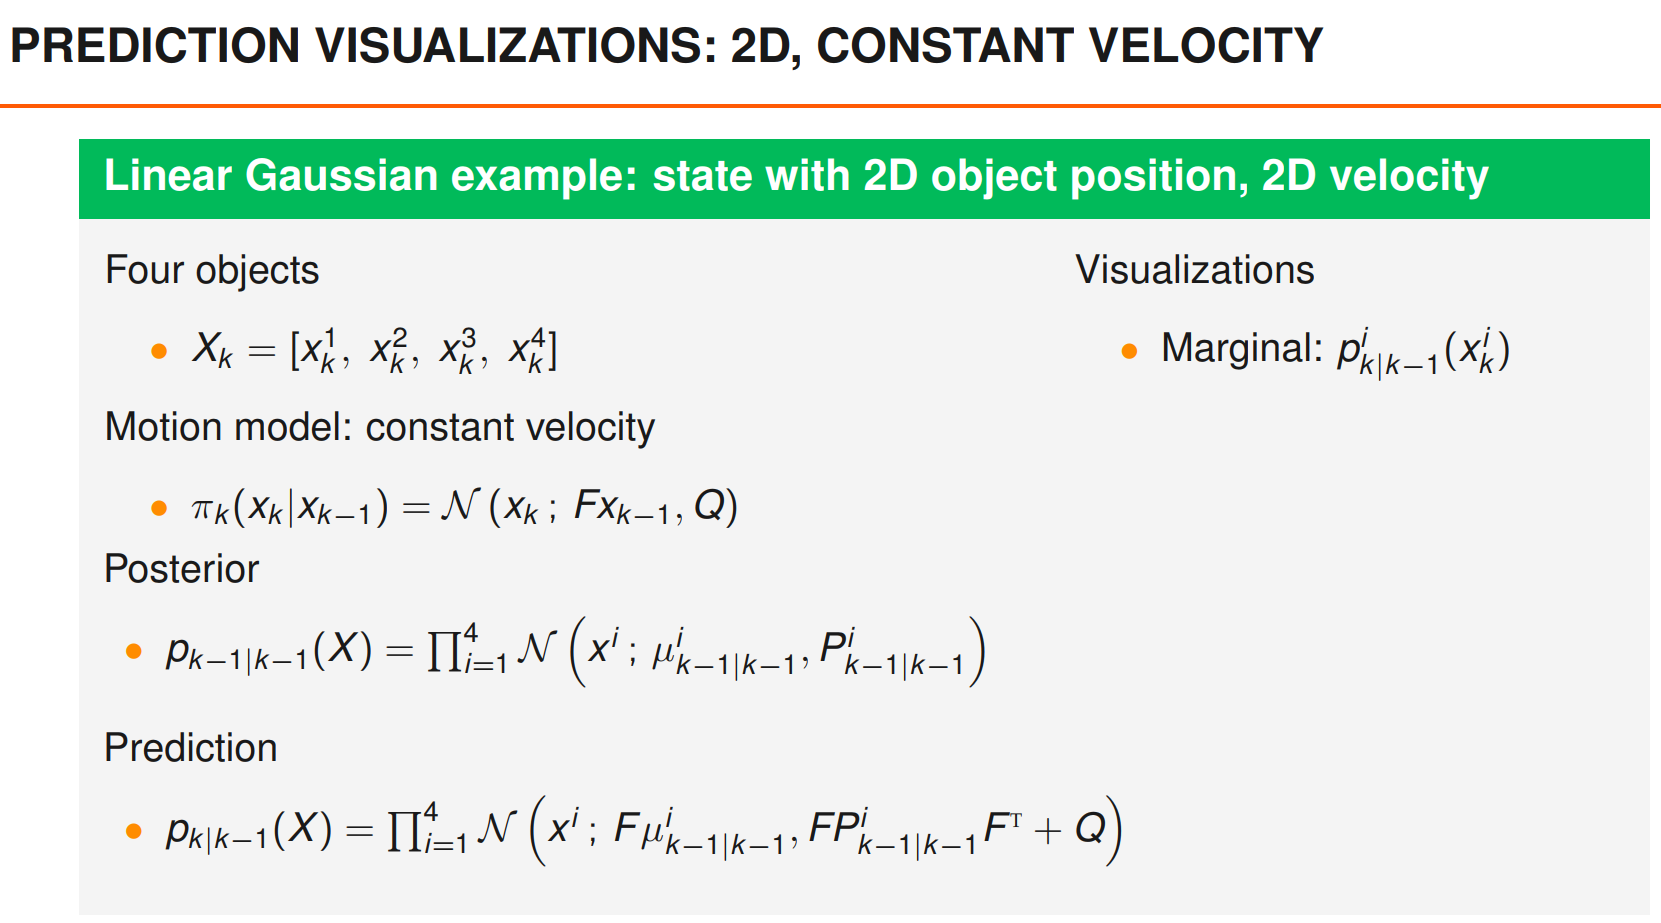 PREDICTION VISUALIZATIONS: 2D, CONSTANT VELOCITY
Linear Gaussian example: state with 2D object position, 2D velocity
Four objects
• $X_k = [x_k^1, \ x_k^2, \ x_k^3, \ x_k^4]$
Motion model: constant velocity
• $\pi_k(x_k|x_{k-1}) = \mathcal{N}(x_k \, ; \, Fx_{k-1}, Q)$
Posterior
• $p_{k-1|k-1}(X) = \prod_{i=1}^4 \mathcal{N}\left(x^i \, ; \, \mu_{k-1|k-1}^i, P_{k-1|k-1}^i\right)$
Prediction
• $p_{k|k-1}(X) = \prod_{i=1}^4 \mathcal{N}\left(x^i \, ; \, F\mu_{k-1|k-1}^i, FP_{k-1|k-1}^i F^{\mathrm{T}} + Q\right)$
Visualizations
• Marginal: $p_{k|k-1}^i(x_k^i)$